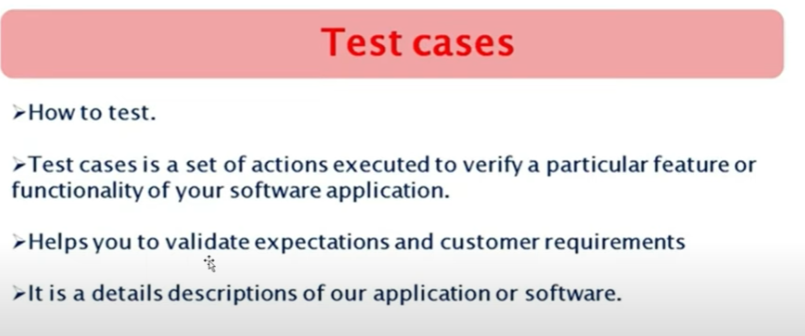 Test cases
➢How to test.
➢Test cases is a set of actions executed to verify a particular feature or
functionality of your software application.
➢Helps you to validate expectations and customer requirements
➢It is a details descriptions of our application or software.